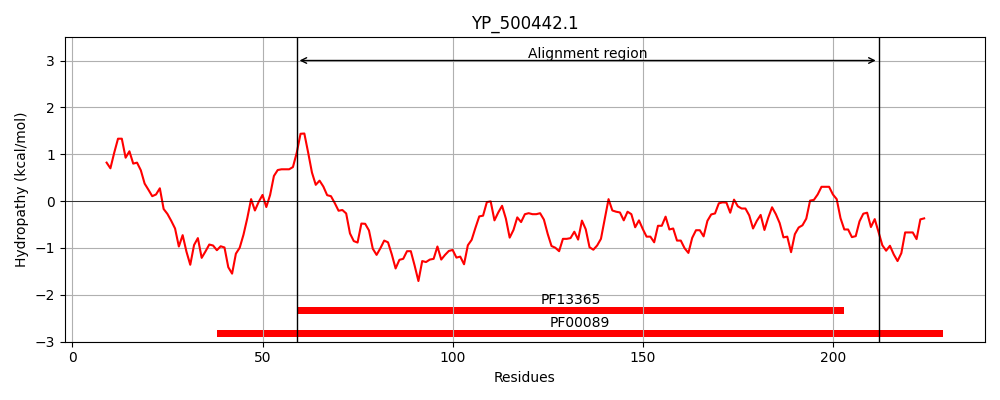 YP_500442.1
Alignment region
3
2
1
0
−1
−2
−3
Hydropathy (kcal/mol)
PF13365
PF00089
0 50 100 150 200
Residues